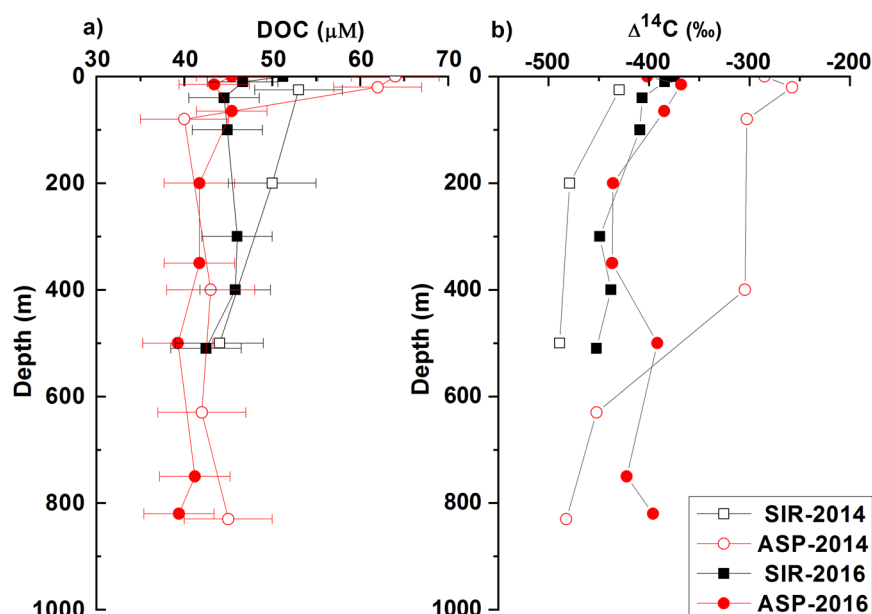 a) DOC (μM)
30 40 50 60 70
0
200
400
600
800
1000
Depth (m)
b) Δ14C (‰)
-500 -400 -300 -200
0
200
400
600
800
1000
Depth (m)
SIR-2014
ASP-2014
SIR-2016
ASP-2016